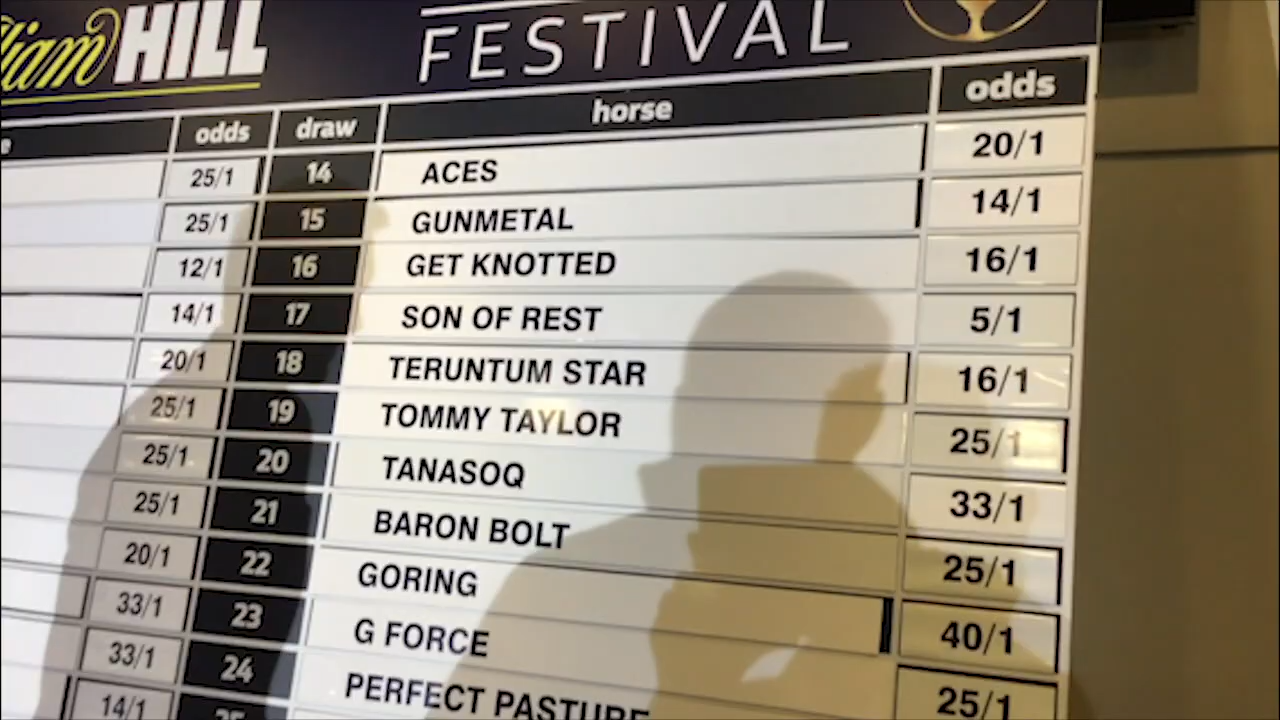 liam HILL
FESTIVAL
e odds draw horse odds
25/1 14 ACES 20/1
25/1 15 GUNMETAL 14/1
12/1 16 GET KNOTTED 16/1
14/1 17 SON OF REST 5/1
20/1 18 TERUNTUM STAR 16/1
25/1 19 TOMMY TAYLOR 25/1
25/1 20 TANASOQ 33/1
25/1 21 BARON BOLT 25/1
20/1 22 GORING 40/1
33/1 23 G FORCE 25/1
33/1 24 PERFECT PASTURE
14/1 25